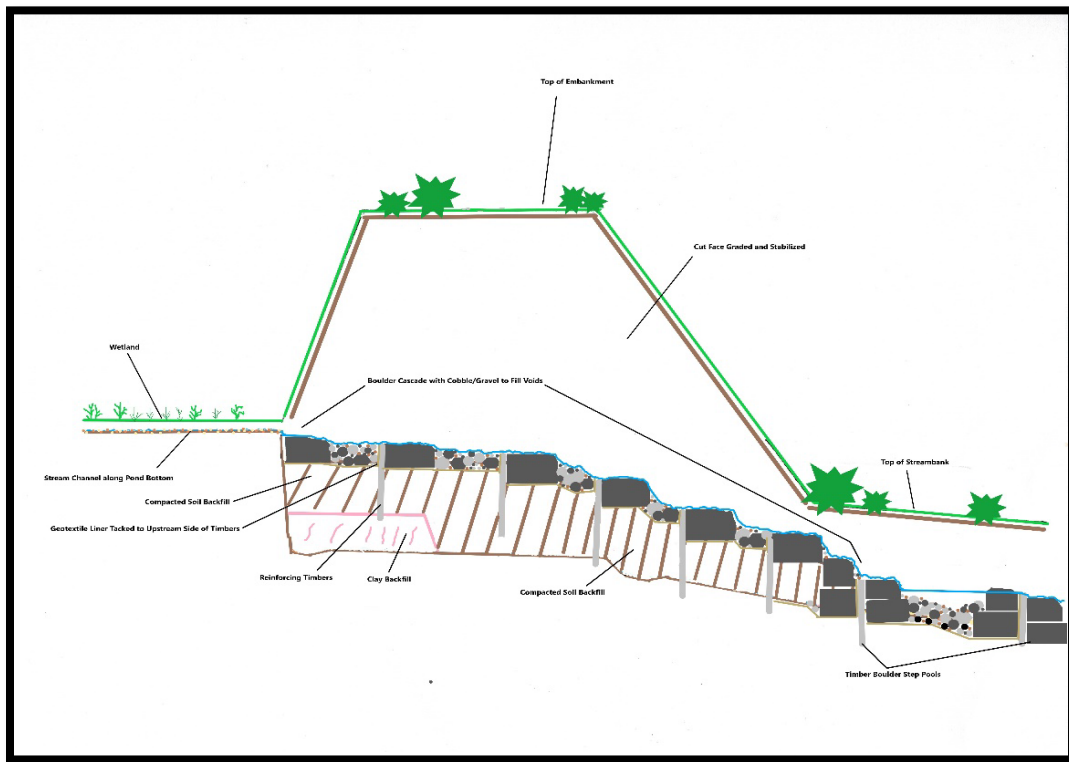 Top of Embankment
Cut Face Graded and Stabilized
Wetland
Boulder Cascade with Cobble/Gravel to Fill Voids
Top of Streambank
Stream Channel along Pond Bottom
Compacted Soil Backfill
Geotextile Liner Tacked to Upstream Side of Timbers
Reinforcing Timbers
Clay Backfill
Compacted Soil Backfill
Timber Boulder Step Pools